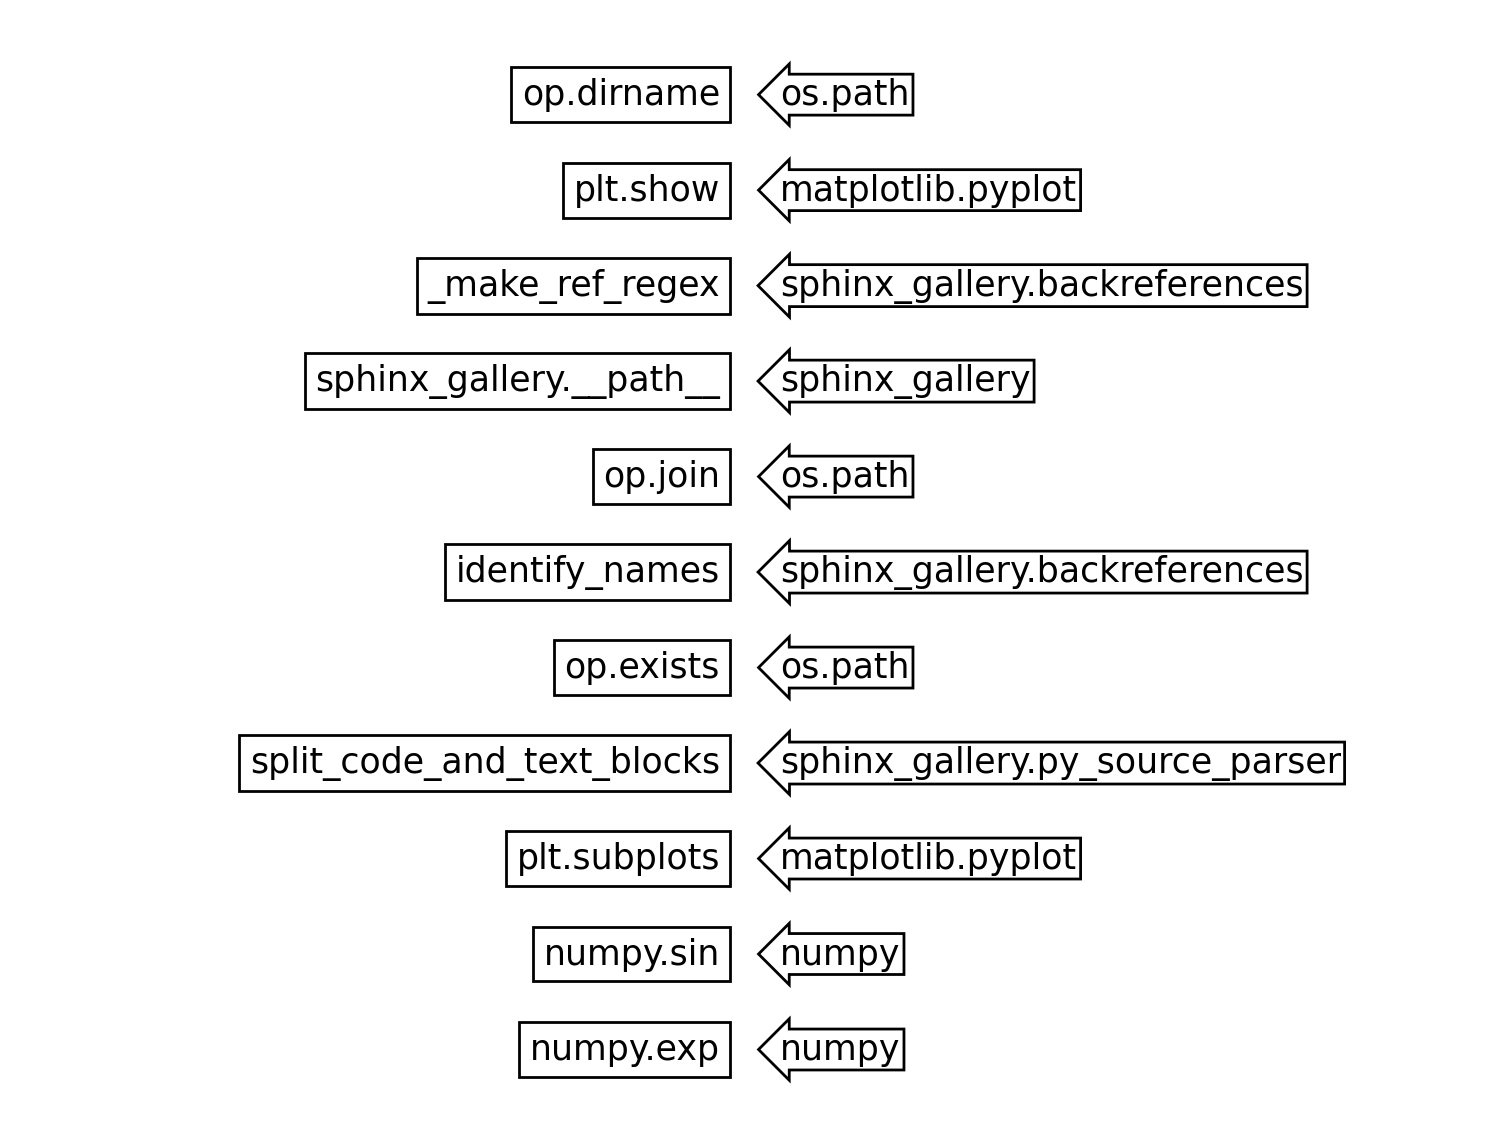 op.dirname os.path
plt.show matplotlib.pyplot
_make_ref_regex sphinx_gallery.backreferences
sphinx_gallery.__path__ sphinx_gallery
op.join os.path
identify_names sphinx_gallery.backreferences
op.exists os.path
split_code_and_text_blocks sphinx_gallery.py_source_parser
plt.subplots matplotlib.pyplot
numpy.sin numpy
numpy.exp numpy